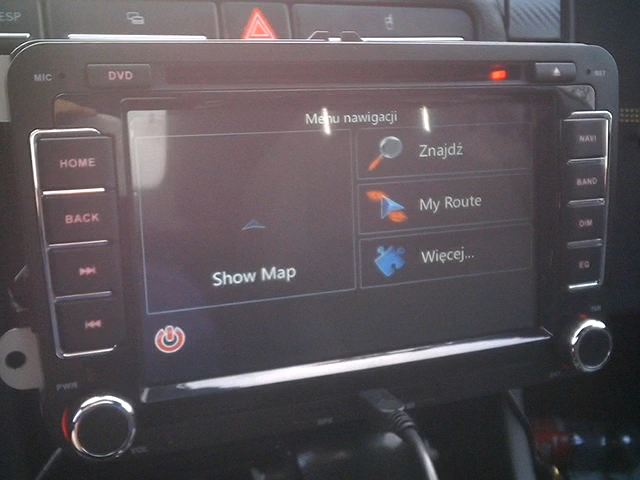 ESP
MIC
DVD
RST
Menu nawigacji
HOME
BACK
Show Map
Znajdź
My Route
Więcej...
NAVI
BAND
DIM
EQ
PWR
VOL